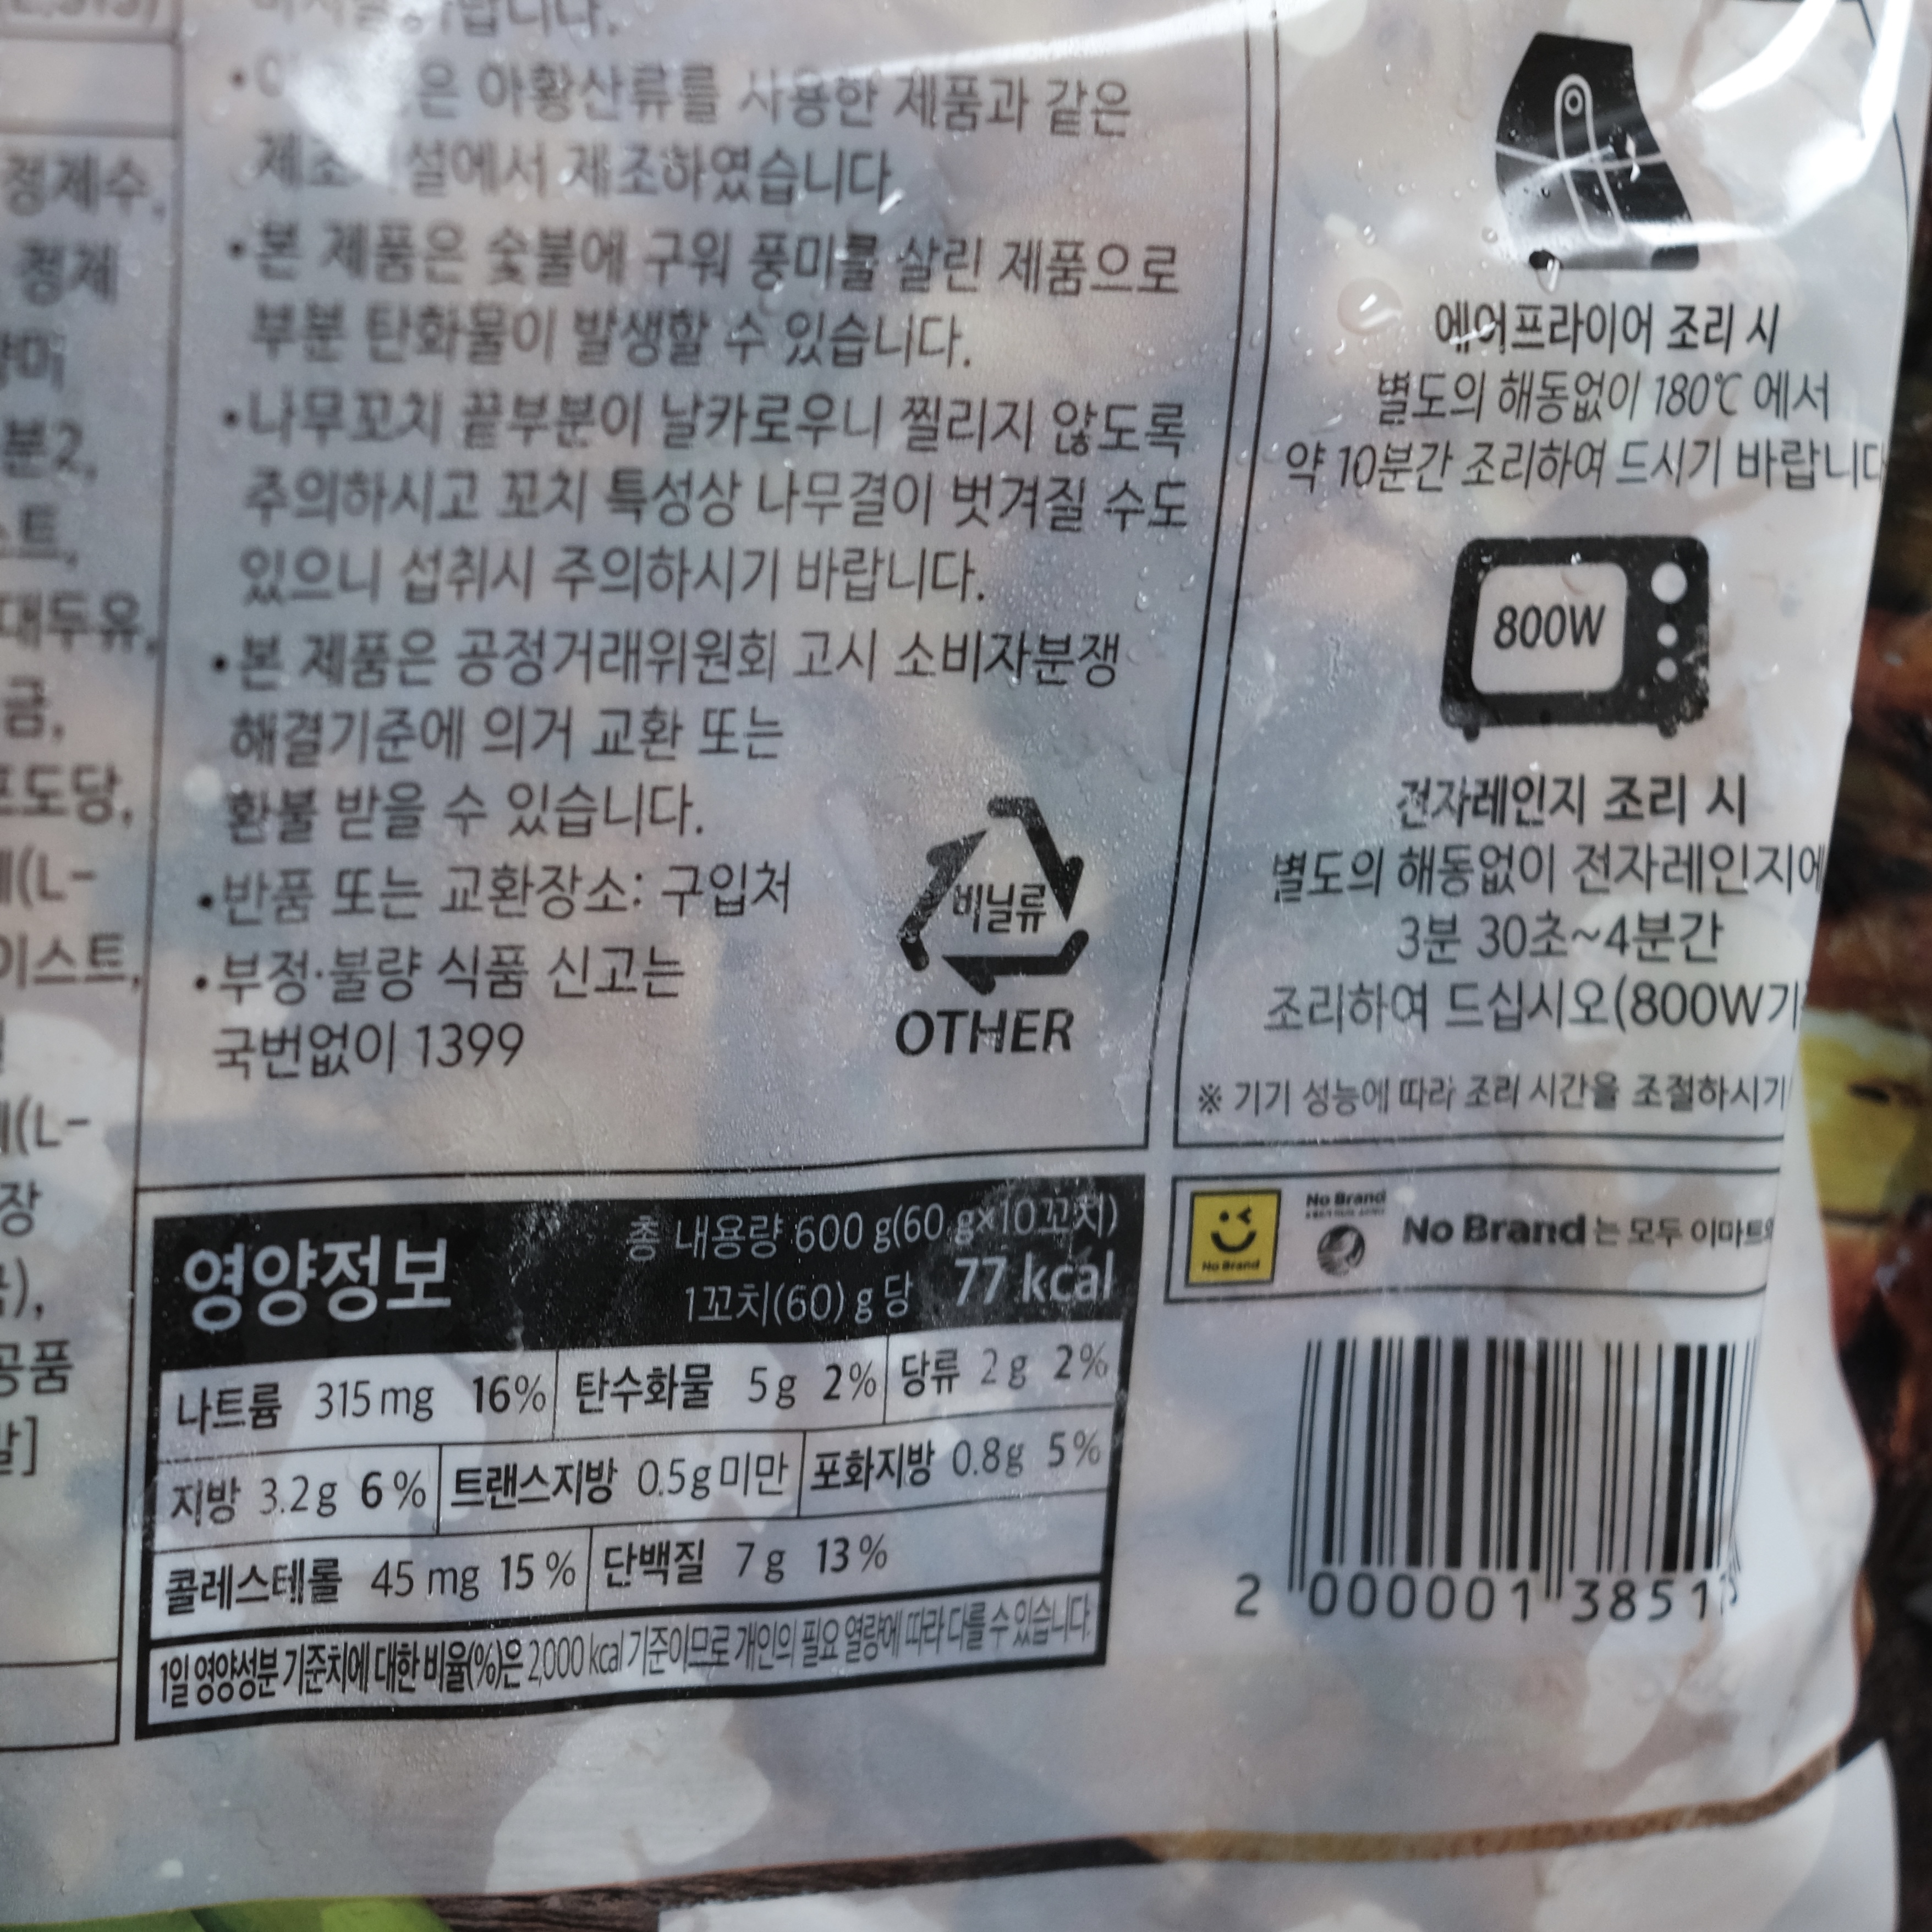 정제수,
정제
분2,
대두유,
금,
포도당,
(L-
이스트,
(L-
장
은 아황산류를 사용한 제품과 같은
제조 설에서 제조하였습니다
•본 제품은 숯불에 구워 풍미를 살린 제품으로
부분 탄화물이 발생할 수 있습니다.
•나무꼬치 끝부분이 날카로우니 찔리지 않도록
주의하시고 꼬치 특성상 나무결이 벗겨질 수도
있으니 섭취시 주의하시기 바랍니다.
•본 제품은 공정거래위원회 고시 소비자분쟁
해결기준에 의거 교환 또는
환불 받을 수 있습니다.
•반품 또는 교환장소: 구입처
•부정·불량 식품 신고는
국번없이 1399
비닐류
OTHER
에어프라이어 조리 시
별도의 해동없이 180℃ 에서
약 10분간 조리하여 드시기 바랍니다
800W
전자레인지 조리 시
별도의 해동없이 전자레인지에
3분 30초~4분간
조리하여 드십시오(800W기
※ 기기 성능에 따라 조리 시간을 조절하시기
영양정보
총 내용량 600 g(60 g×10꼬치)
1꼬치(60) g 당 77 kcal
나트륨 315 mg 16% 탄수화물 5 g 2% 당류 2 g 2%
지방 3.2 g 6 % 트랜스지방 0.5g 미만 포화지방 0.8g 5%
콜레스테롤 45 mg 15 % 단백질 7 g 13 %
1일 영양성분 기준치에 대한 비율(%)은 2,000 kcal 기준이므로 개인의 필요 열량에 따라 다를 수 있습니다.
No Brand
No Brand
No Brand는 모두 이마트
2 000001 3851